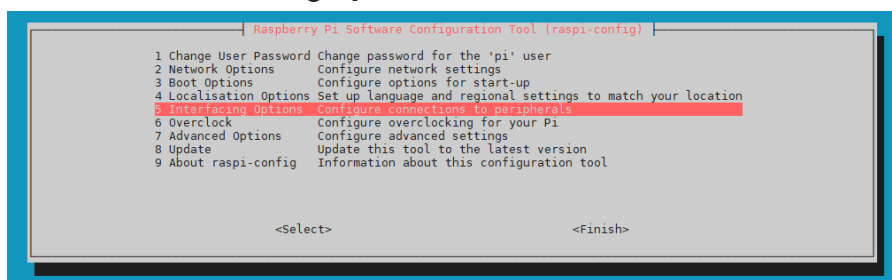 Raspberry Pi Software Configuration Tool (raspi-config)
1 Change User Password Change password for the 'pi' user
2 Network Options Configure network settings
3 Boot Options Configure options for start-up
4 Localisation Options Set up language and regional settings to match your location
5 Interfacing Options Configure connections to peripherals
6 Overclock Configure overclocking for your Pi
7 Advanced Options Configure advanced settings
8 Update Update this tool to the latest version
9 About raspi-config Information about this configuration tool
<Select> <Finish>